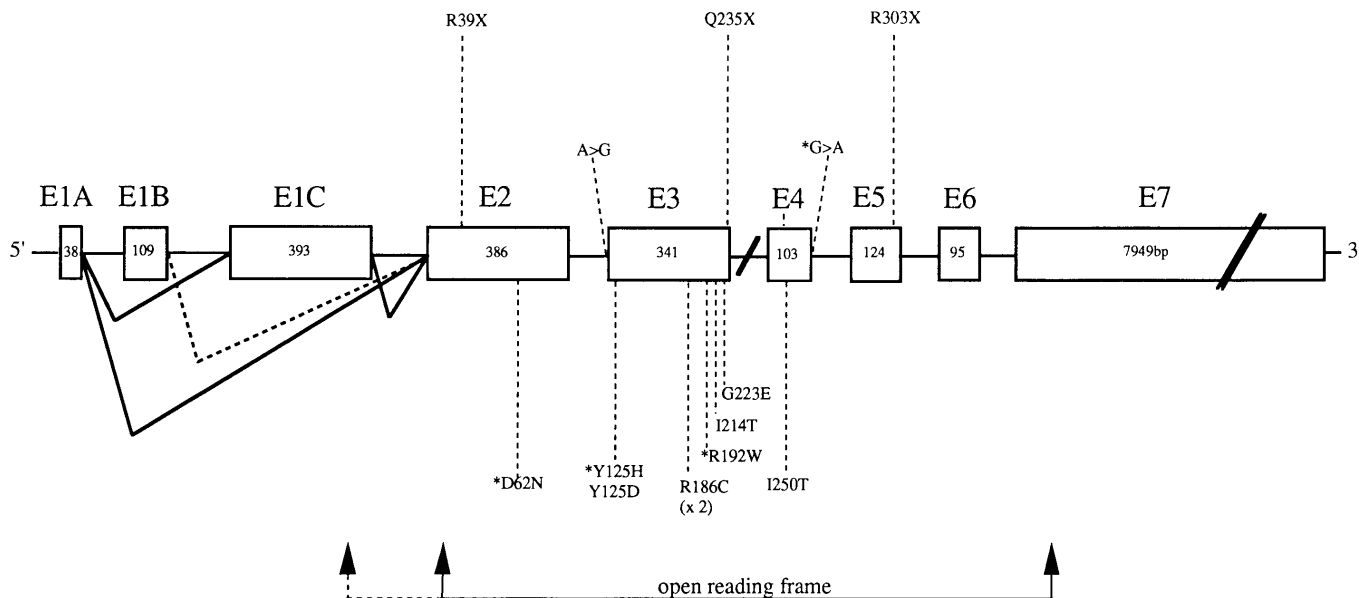 R39X
Q235X
R303X
A>G
*G>A
E1A
E1B
E1C
E2
E3
E4
E5
E6
E7
5'
38
109
393
386
341
103
124
95
7949bp
3
G223E
I214T
*R192W
*D62N
*Y125H
Y125D
R186C
(x 2)
I250T
open reading frame